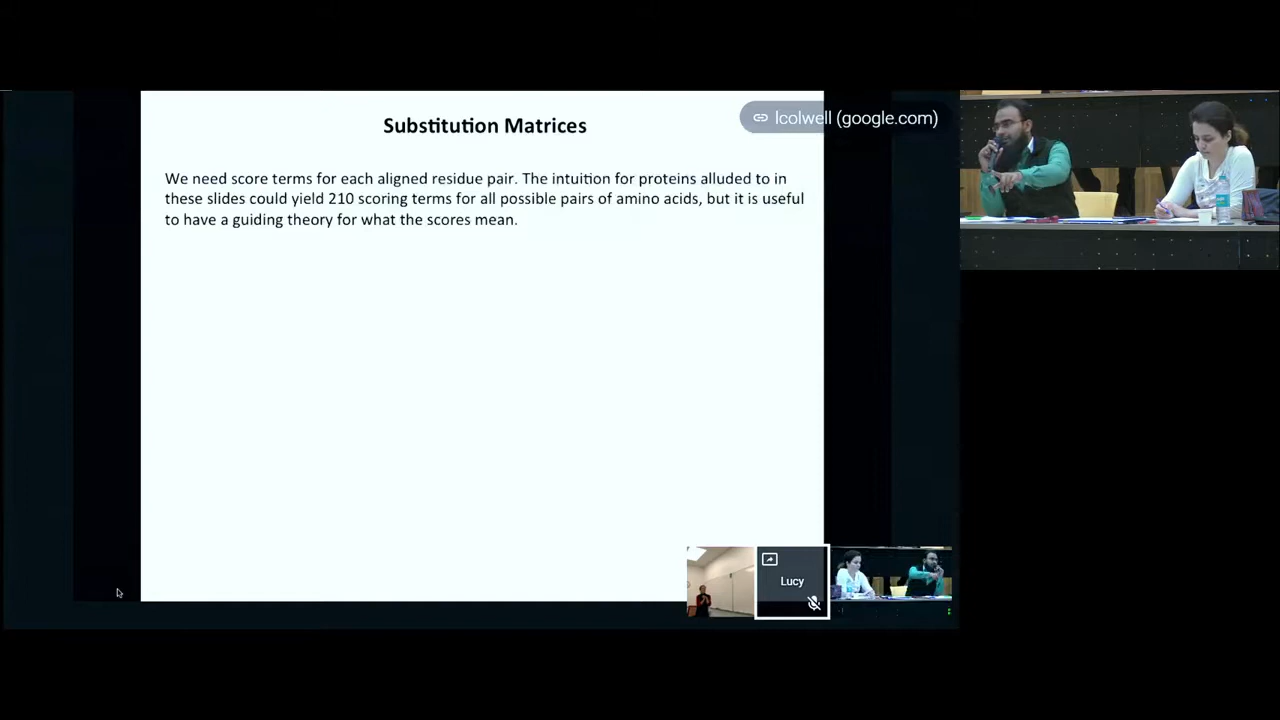 Substitution Matrices
lcolwell (google.com)
We need score terms for each aligned residue pair. The intuition for proteins alluded to in
these slides could yield 210 scoring terms for all possible pairs of amino acids, but it is useful
to have a guiding theory for what the scores mean.
Lucy